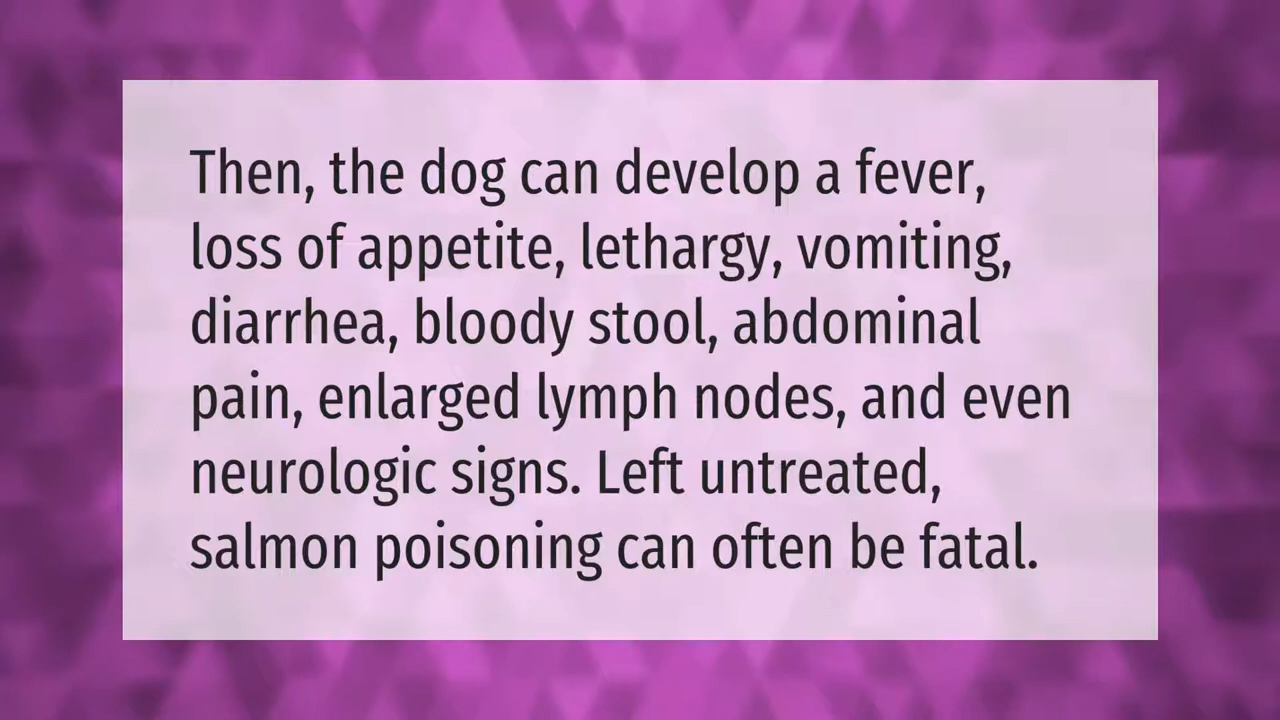 Then, the dog can develop a fever,
loss of appetite, lethargy, vomiting,
diarrhea, bloody stool, abdominal
pain, enlarged lymph nodes, and even
neurologic signs. Left untreated,
salmon poisoning can often be fatal.